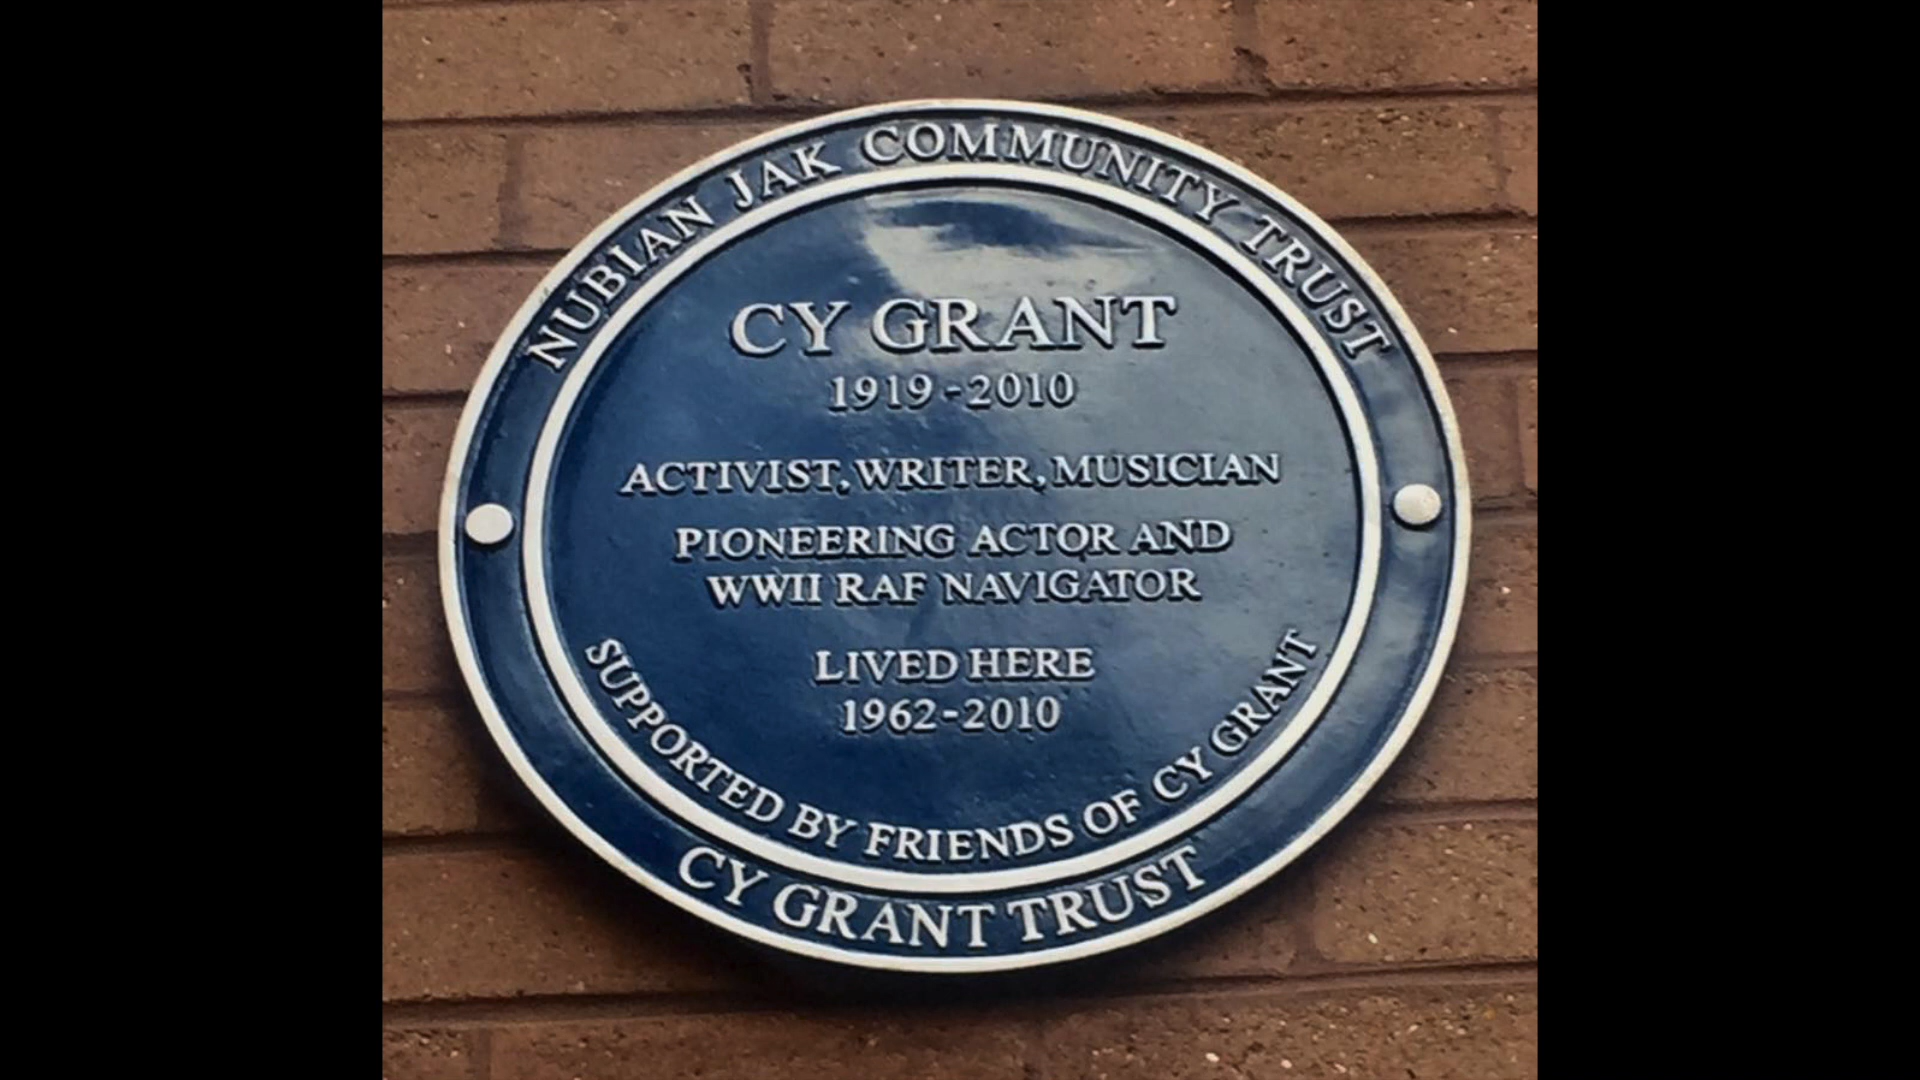 NUBIAN JAK COMMUNITY TRUST
CY GRANT
1919-2010
ACTIVIST, WRITER, MUSICIAN
PIONEERING ACTOR AND
WWII RAF NAVIGATOR
LIVED HERE
1962-2010
SUPPORTED BY FRIENDS OF CY GRANT
CY GRANT TRUST